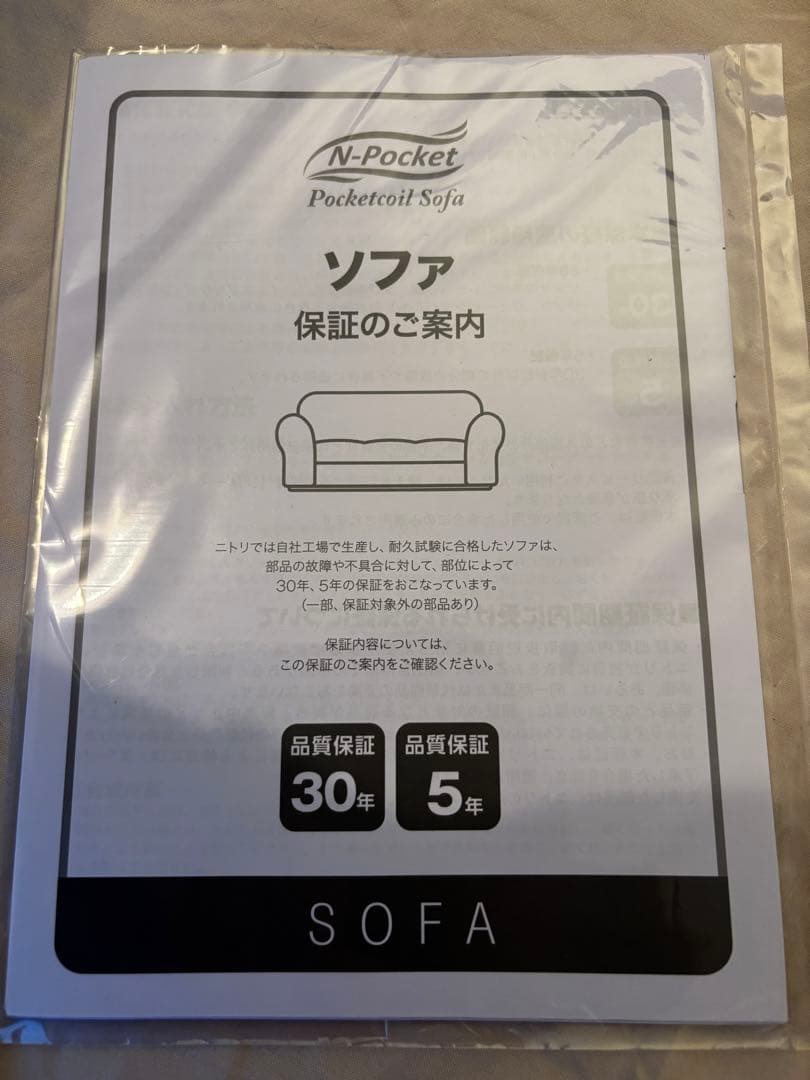 N-Pocket
Pocketcoil Sofa
ソファ
保証のご案内
ニトリでは自社工場で生産し、耐久試験に合格したソファは、
部品の故障や不具合に対して、部位によって
30年、5年の保証をおこなっています。
（一部、保証対象外の部品あり）
保証内容については、
この保証のご案内をご確認ください。
品質保証
30年
品質保証
5年
SOFA